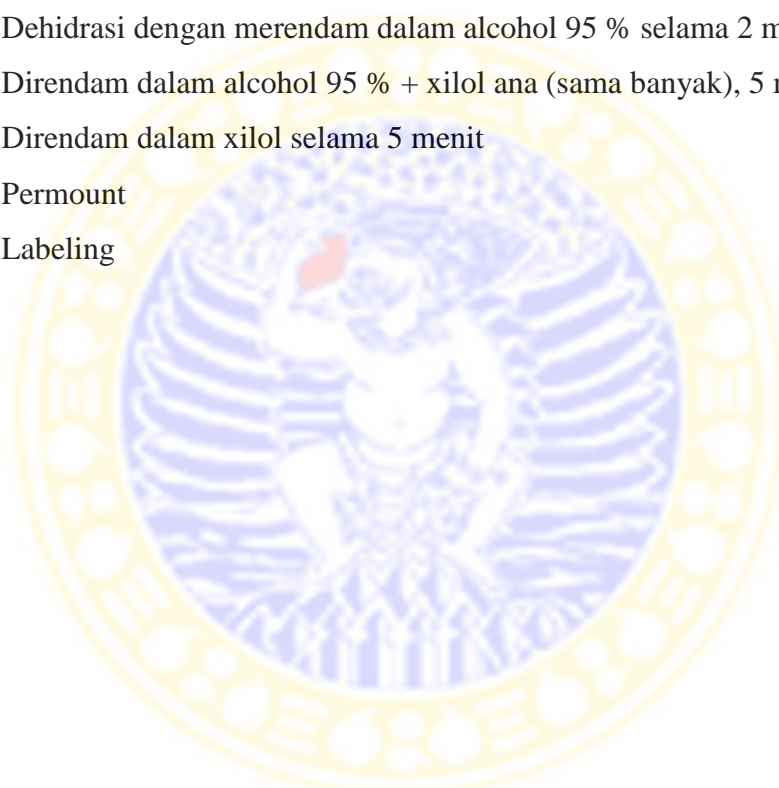 Dehidrasi dengan merendam dalam alcohol 95 % selama 2
Direndam dalam alcohol 95 % + xilol ana (sama banyak), 5
Direndam dalam xilol selama 5 menit
Permount
Labeling